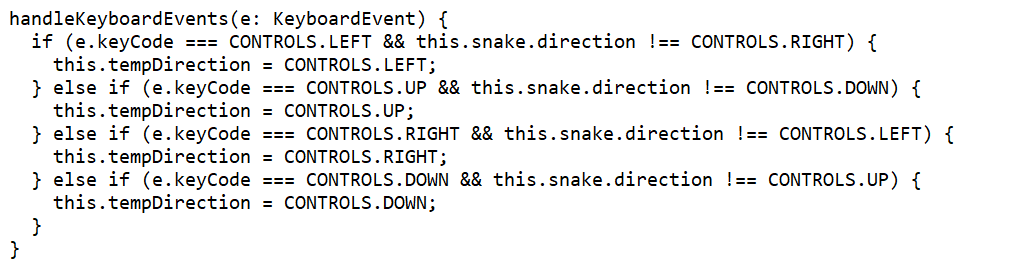 handleKeyboardEvents(e: KeyboardEvent) {
  if (e.keyCode === CONTROLS.LEFT && this.snake.direction !== CONTROLS.RIGHT) {
    this.tempDirection = CONTROLS.LEFT;
  } else if (e.keyCode === CONTROLS.UP && this.snake.direction !== CONTROLS.DOWN) {
    this.tempDirection = CONTROLS.UP;
  } else if (e.keyCode === CONTROLS.RIGHT && this.snake.direction !== CONTROLS.LEFT) {
    this.tempDirection = CONTROLS.RIGHT;
  } else if (e.keyCode === CONTROLS.DOWN && this.snake.direction !== CONTROLS.UP) {
    this.tempDirection = CONTROLS.DOWN;
  }
}